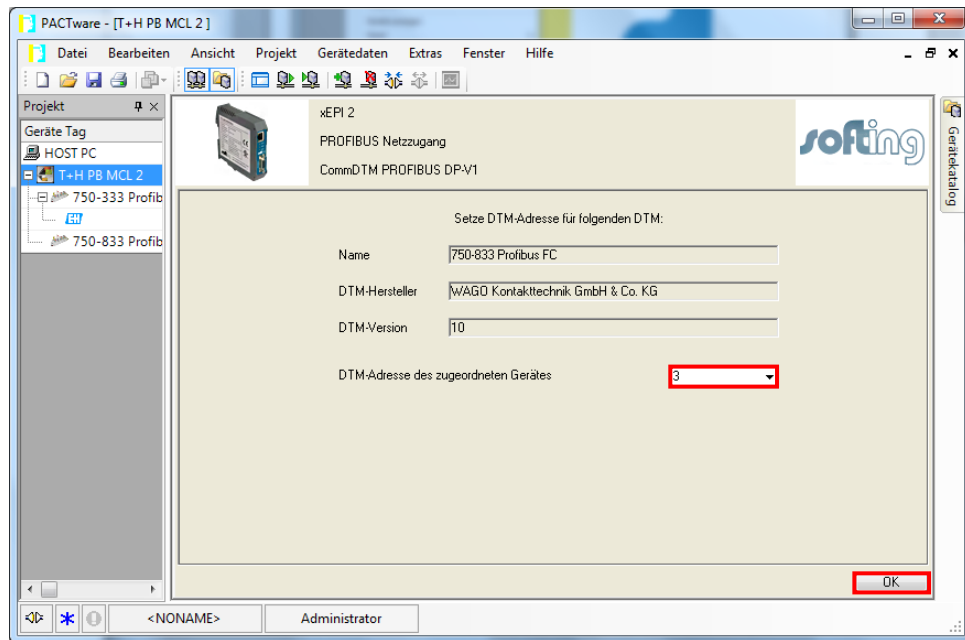 PACTware - [T+H PB MCL 2 ]
Datei Bearbeiten Ansicht Projekt Gerätedaten Extras Fenster Hilfe
Projekt
Geräte Tag
HOST PC
T+H PB MCL 2
750-333 Profib
EH
750-833 Profib
xEPI 2
PROFIBUS Netzzugang
CommDTM PROFIBUS DP-V1
softing
Gerätekatalog
Setze DTM-Adresse für folgenden DTM:
Name 750-833 Profibus FC
DTM-Hersteller WAGO Kontakttechnik GmbH & Co. KG
DTM-Version 10
DTM-Adresse des zugeordneten Gerätes 3
OK
<NONAME> Administrator